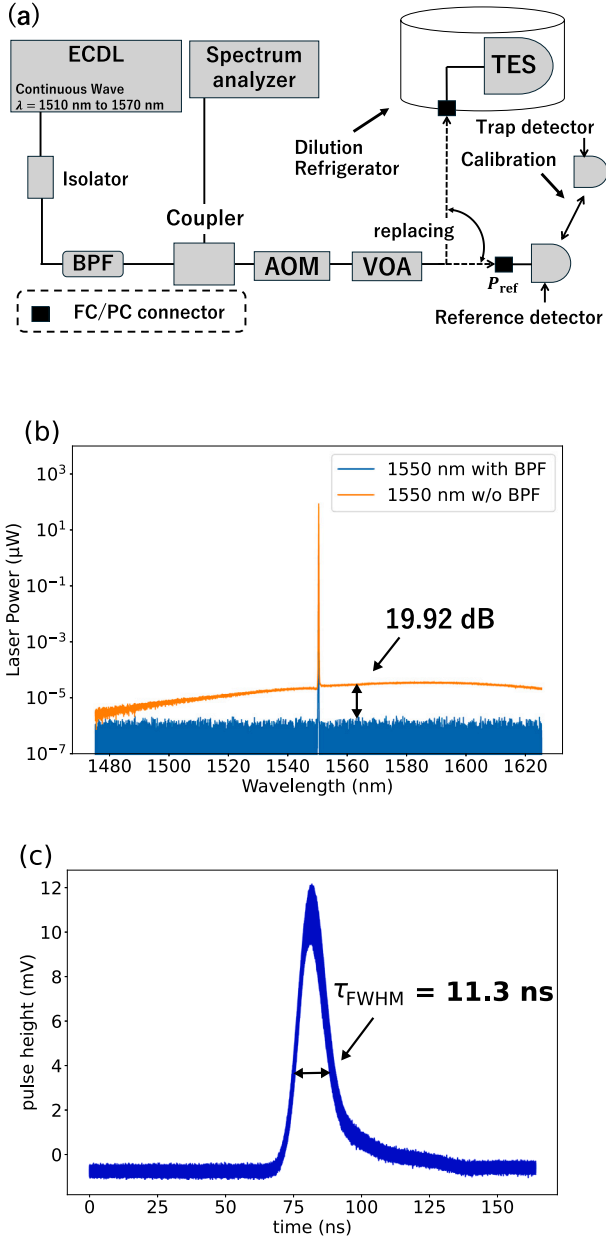 (a)
ECDL
Continuous Wave
λ = 1510 nm to 1570 nm
Spectrum
analyzer
TES
Trap detector
Dilution
Refrigerator
Calibration
Isolator
Coupler
replacing
BPF
AOM
VOA
P_ref
FC/PC connector
Reference detector
(b)
1550 nm with BPF
1550 nm w/o BPF
19.92 dB
Laser Power (μW)
10³
10¹
10⁻¹
10⁻³
10⁻⁵
10⁻⁷
1480 1500 1520 1540 1560 1580 1600 1620
Wavelength (nm)
(c)
τ_FWHM = 11.3 ns
pulse height (mV)
12
10
8
6
4
2
0
0 25 50 75 100 125 150
time (ns)